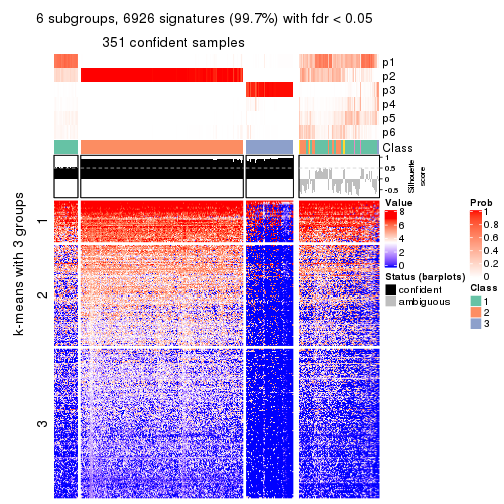 6 subgroups, 6926 signatures (99.7%) with fdr < 0.05
351 confident samples
p1
p2
p3
p4
p5
p6
Class
1
0.5
0
-0.5
Silhouette
score
k-means with 3 groups
1
2
3
Value
8
6
4
2
0
Status (barplots)
confident
ambiguous
Prob
1
0.8
0.6
0.4
0.2
0
Class
1
2
3